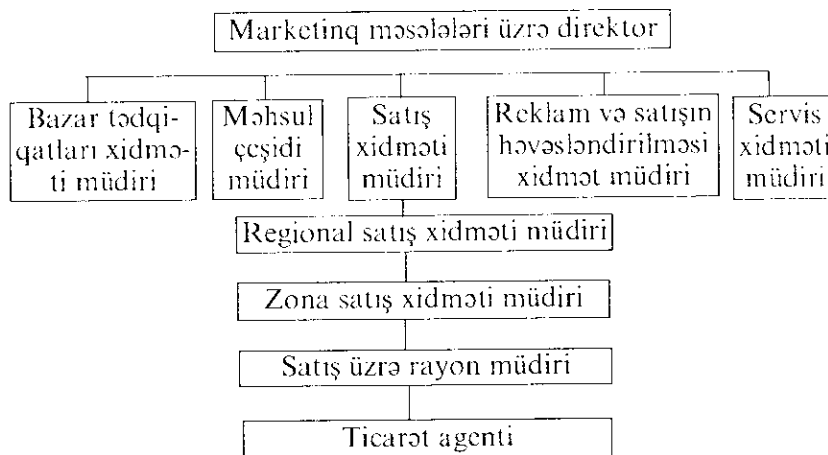 Marketinq məsələləri üzrə direktor
Bazar tədqi-
qatları xidmə-
ti müdiri
Məhsul
çeşidi
müdiri
Satış
xidməti
müdiri
Reklam və satışın
həvəsləndirilməsi
xidmət müdiri
Servis
xidməti
müdiri
Regional satış xidməti müdiri
Zona satış xidməti müdiri
Satış üzrə rayon müdiri
Ticarət agenti